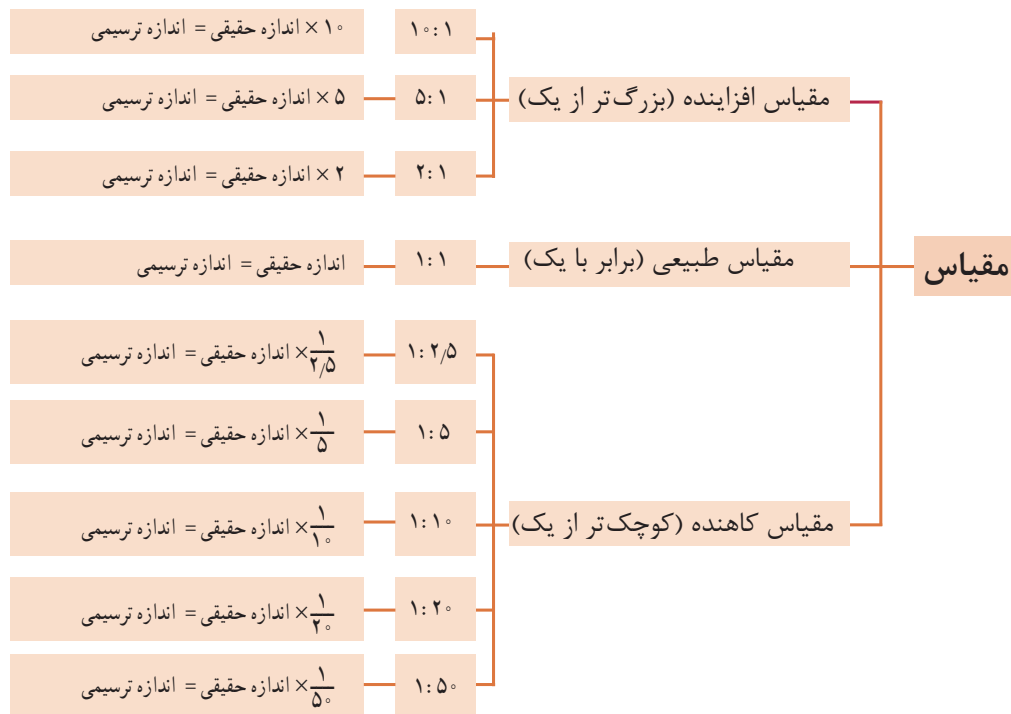 مقیاس
مقیاس افزاینده (بزرگ‌تر از یک)
۱۰:۱
۱۰ × اندازه حقیقی = اندازه ترسیمی
۵:۱
۵ × اندازه حقیقی = اندازه ترسیمی
۲:۱
۲ × اندازه حقیقی = اندازه ترسیمی
مقیاس طبیعی (برابر با یک)
۱:۱
اندازه حقیقی = اندازه ترسیمی
مقیاس کاهنده (کوچک‌تر از یک)
۱:۲/۵
۱/۲/۵ × اندازه حقیقی = اندازه ترسیمی
۱:۵
۱/۵ × اندازه حقیقی = اندازه ترسیمی
۱:۱۰
۱/۱۰ × اندازه حقیقی = اندازه ترسیمی
۱:۲۰
۱/۲۰ × اندازه حقیقی = اندازه ترسیمی
۱:۵۰
۱/۵۰ × اندازه حقیقی = اندازه ترسیمی